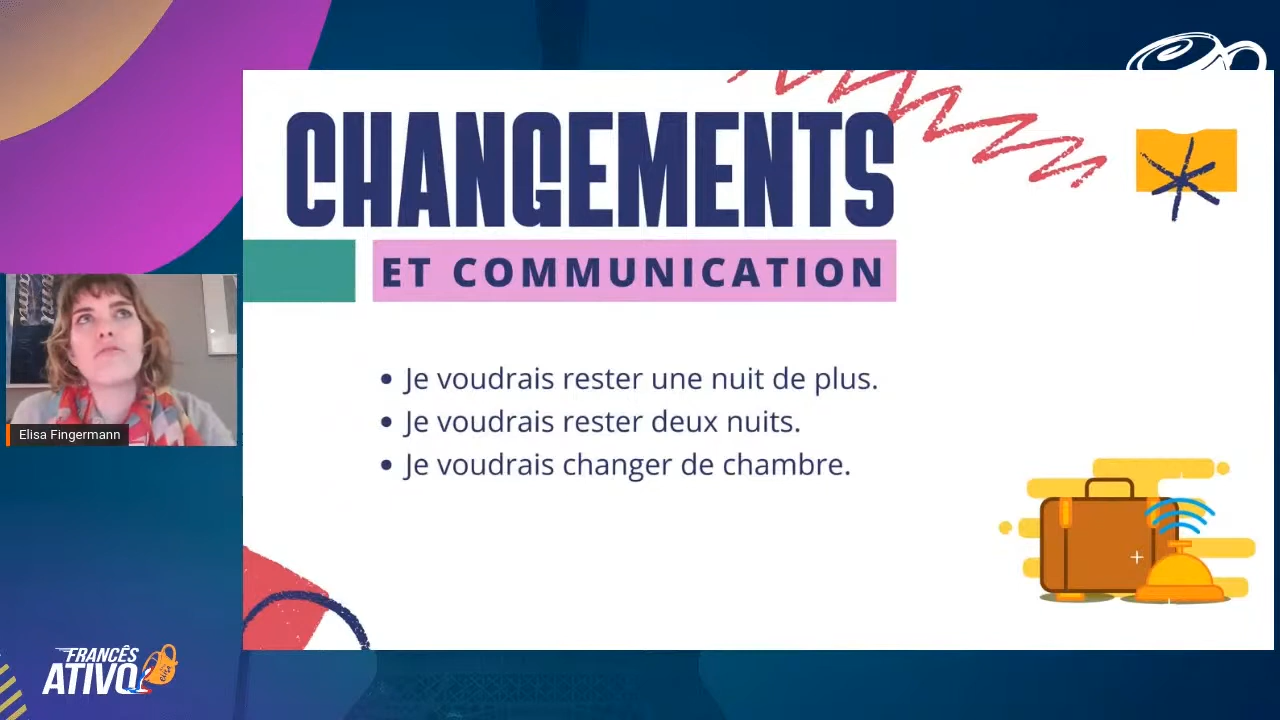 CHANGEMENTS
ET COMMUNICATION
• Je voudrais rester une nuit de plus.
• Je voudrais rester deux nuits.
• Je voudrais changer de chambre.
Elisa Fingermann
FRANCÊS
ATIVO